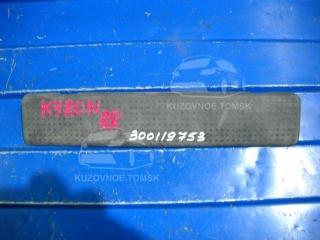 KUZOVNOE.TOMSK
KYRON
RR
300119753
KUZOVNOE.TOMSK